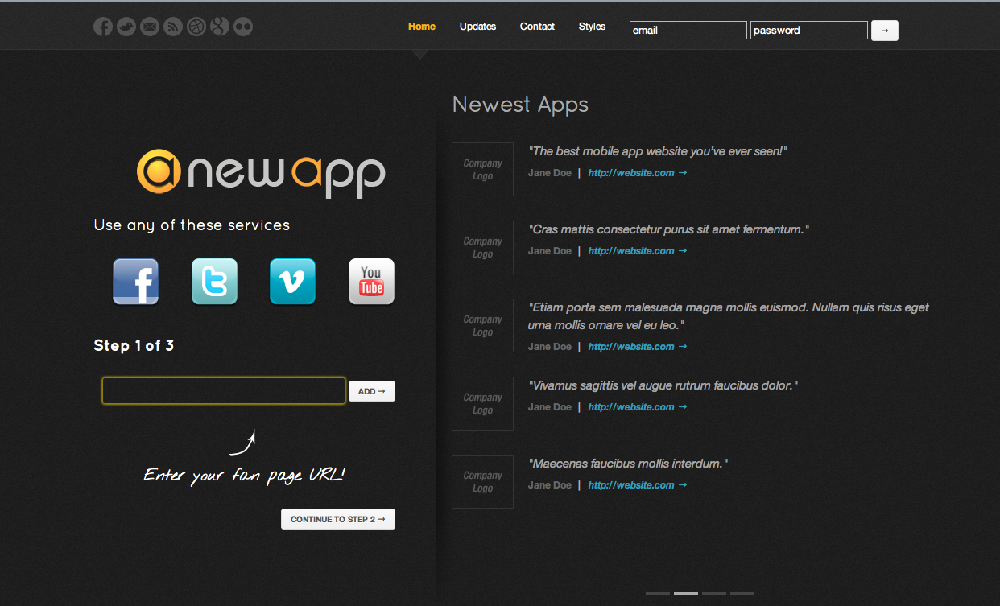 Home Updates Contact Styles email password →
a new app
Use any of these services
f t v You Tube
Step 1 of 3
ADD →
Enter your fan page URL!
CONTINUE TO STEP 2 →
Newest Apps
Company
Logo
"The best mobile app website you've ever seen!"
Jane Doe | http://website.com →
Company
Logo
"Cras mattis consectetur purus sit amet fermentum."
Jane Doe | http://website.com →
Company
Logo
"Etiam porta sem malesuada magna mollis euismod. Nullam quis risus eget
urna mollis ornare vel eu leo."
Jane Doe | http://website.com →
Company
Logo
"Vivamus sagittis vel augue rutrum faucibus dolor."
Jane Doe | http://website.com →
Company
Logo
"Maecenas faucibus mollis interdum."
Jane Doe | http://website.com →